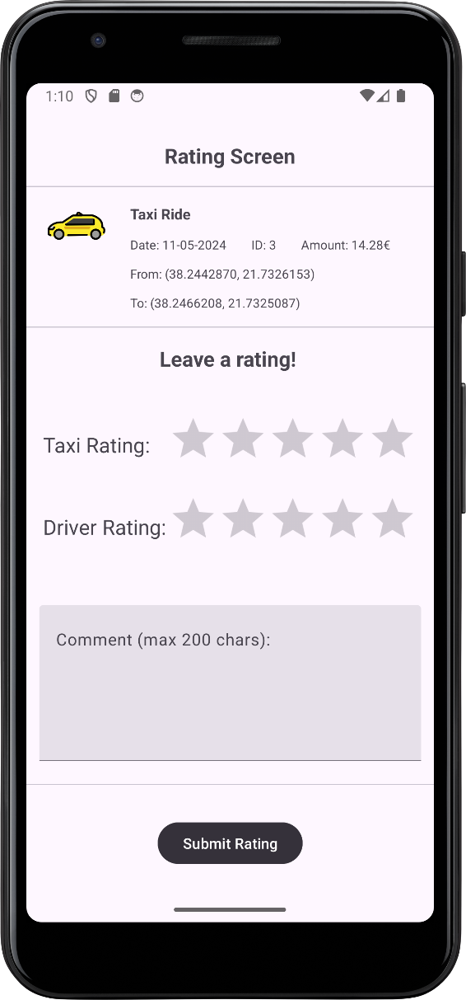 1:10
Rating Screen
Taxi Ride
Date: 11-05-2024 ID: 3 Amount: 14.28€
From: (38.2442870, 21.7326153)
To: (38.2466208, 21.7325087)
Leave a rating!
Taxi Rating:
Driver Rating:
Comment (max 200 chars):
Submit Rating